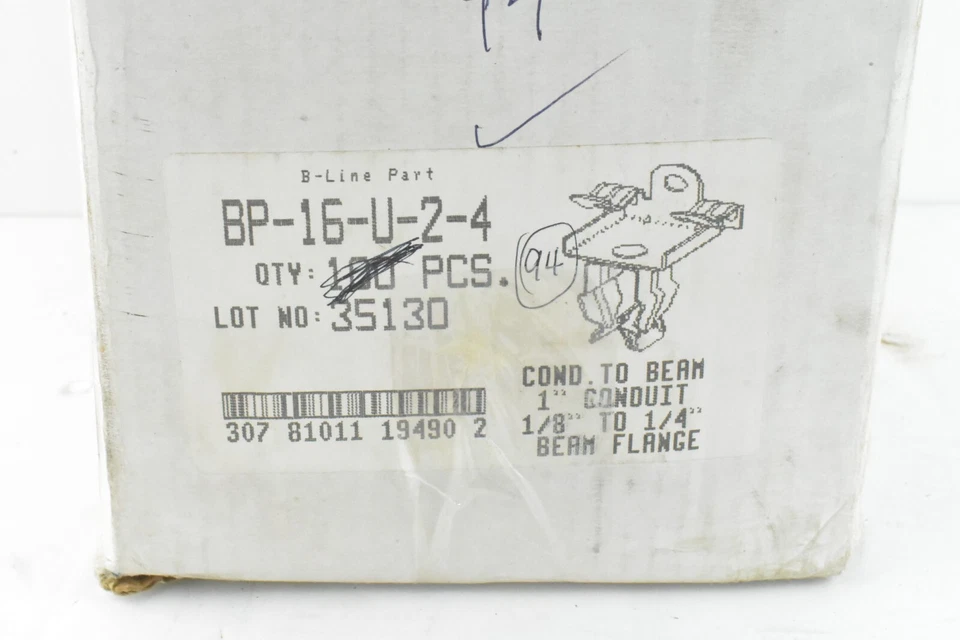 B-Line Part
BP-16-U-2-4
QTY: 100 PCS.
94
LOT NO: 35130
307 81011 19490 2
COND. TO BEAM
1" CONDUIT
1/8" TO 1/4"
BEAM FLANGE